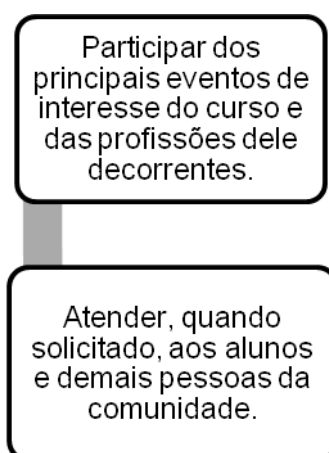 Participar dos
principais eventos de
interesse do curso e
das profissões dele
decorrentes.
Atender, quando
solicitado, aos alunos
e demais pessoas da
comunidade.